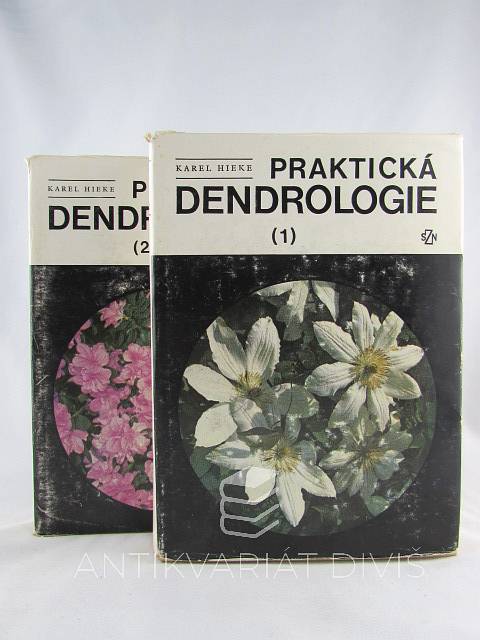 KAREL HIEKE
PRAKTICKÁ
DENDROLOGIE
(1)
SZN
KAREL HIEKE
P
DENDR
(2
ANTIKVARIÁT DIVIŠ